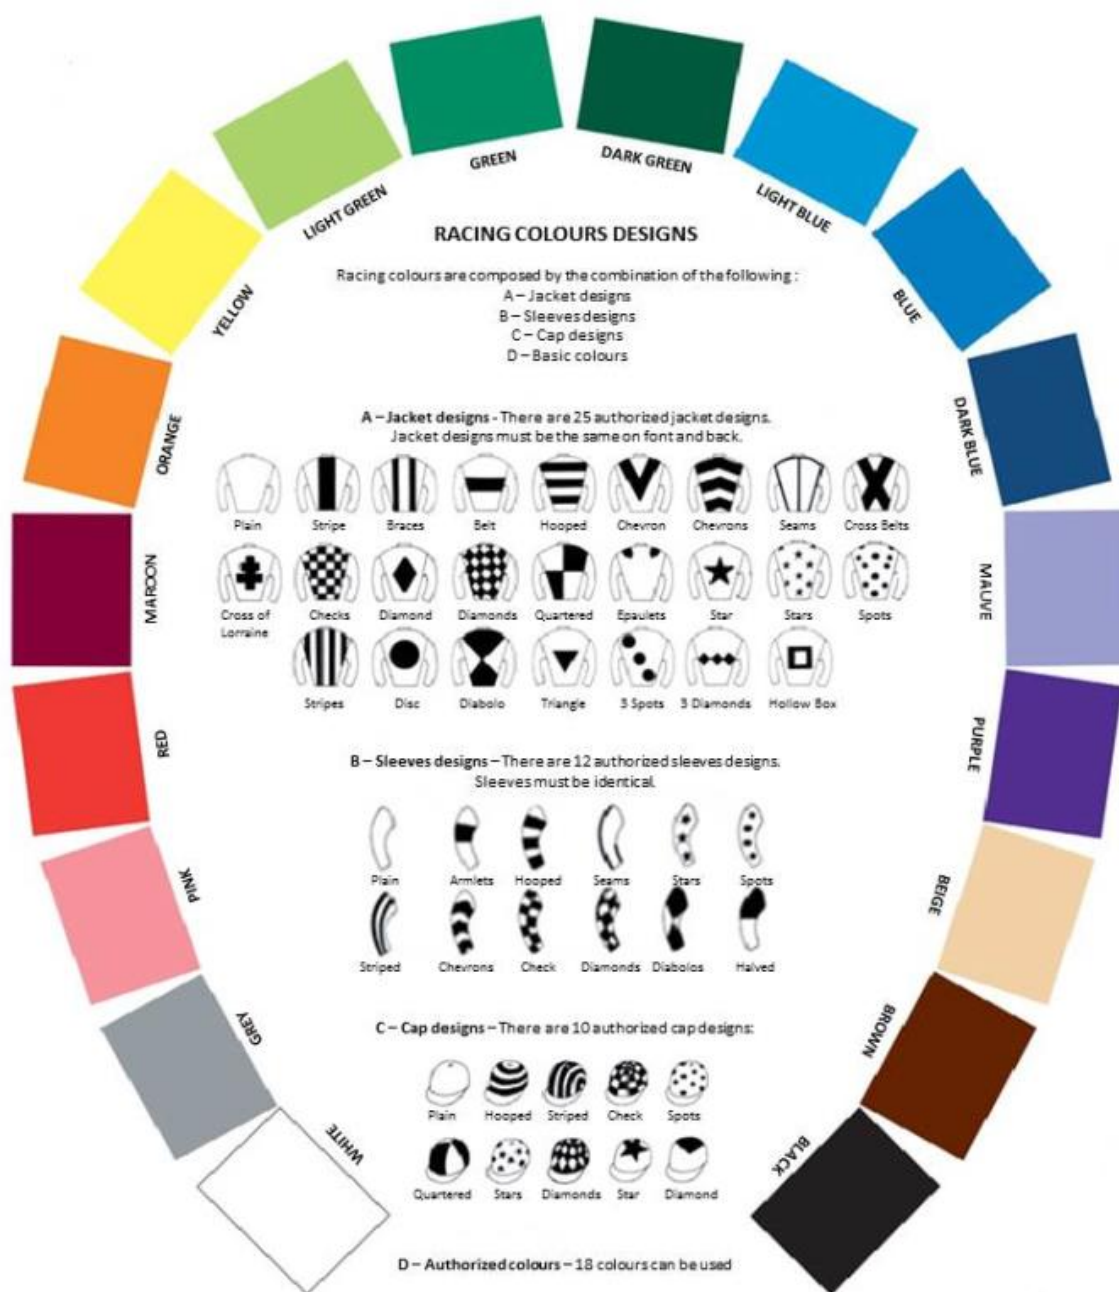 GREEN
DARK GREEN
LIGHT GREEN
LIGHT BLUE
YELLOW
BLUE
ORANGE
DARK BLUE
MAROON
MAUVE
RED
PURPLE
PINK
BEIGE
GREY
BROWN
WHITE
BLACK
RACING COLOURS DESIGNS
Racing colours are composed by the combination of the following :
A – Jacket designs
B – Sleeves designs
C – Cap designs
D – Basic colours
A – Jacket designs - There are 25 authorized jacket designs.
Jacket designs must be the same on font and back.
Plain Stripe Braces Belt Hooped Chevron Chevrons Seams Cross Belts
Cross of Checks Diamond Diamonds Quartered Epaulets Star Stars Spots
Lorraine
Stripes Disc Diabolo Triangle 3 Spots 3 Diamonds Hollow Box
B – Sleeves designs – There are 12 authorized sleeves designs.
Sleeves must be identical.
Plain Armlets Hooped Seams Stars Spots
Striped Chevrons Check Diamonds Diabolos Halved
C – Cap designs – There are 10 authorized cap designs:
Plain Hooped Striped Check Spots
Quartered Stars Diamonds Star Diamond
D – Authorized colours – 18 colours can be used